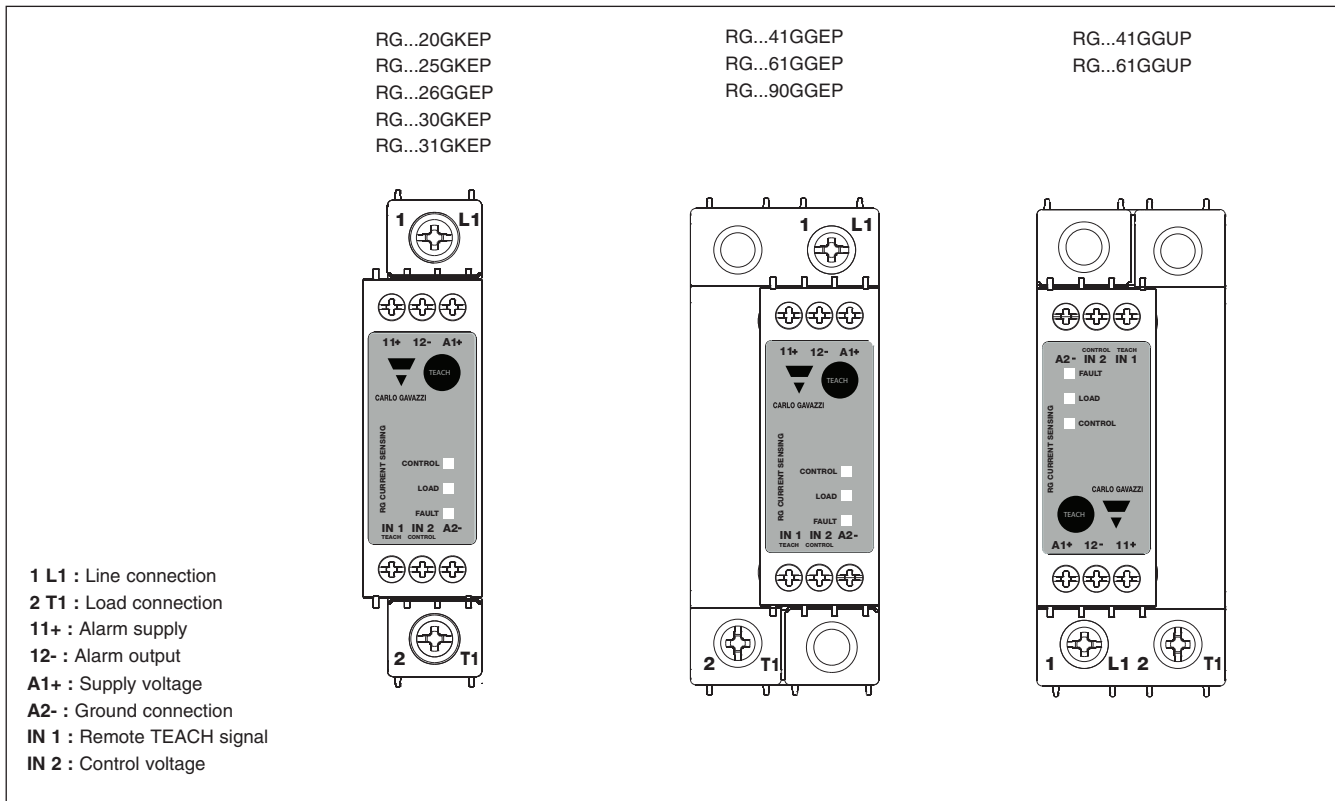 RG...20GKEP
RG...25GKEP
RG...26GGEP
RG...30GKEP
RG...31GKEP
RG...41GGEP
RG...61GGEP
RG...90GGEP
RG...41GGUP
RG...61GGUP
1 L1
11+ 12- A1+
TEACH
CARLO GAVAZZI
RG CURRENT SENSING
CONTROL
LOAD
FAULT
IN 1 IN 2 A2-
TEACH CONTROL
2 T1
1 L1
11+ 12- A1+
TEACH
CARLO GAVAZZI
RG CURRENT SENSING
CONTROL
LOAD
FAULT
IN 1 IN 2 A2-
TEACH CONTROL
2 T1
CONTROL TEACH
A2- IN 2 IN 1
FAULT
LOAD
CONTROL
RG CURRENT SENSING
CARLO GAVAZZI
TEACH
A1+ 12- 11+
1 L1 2 T1
1 L1 : Line connection
2 T1 : Load connection
11+ : Alarm supply
12- : Alarm output
A1+ : Supply voltage
A2- : Ground connection
IN 1 : Remote TEACH signal
IN 2 : Control voltage